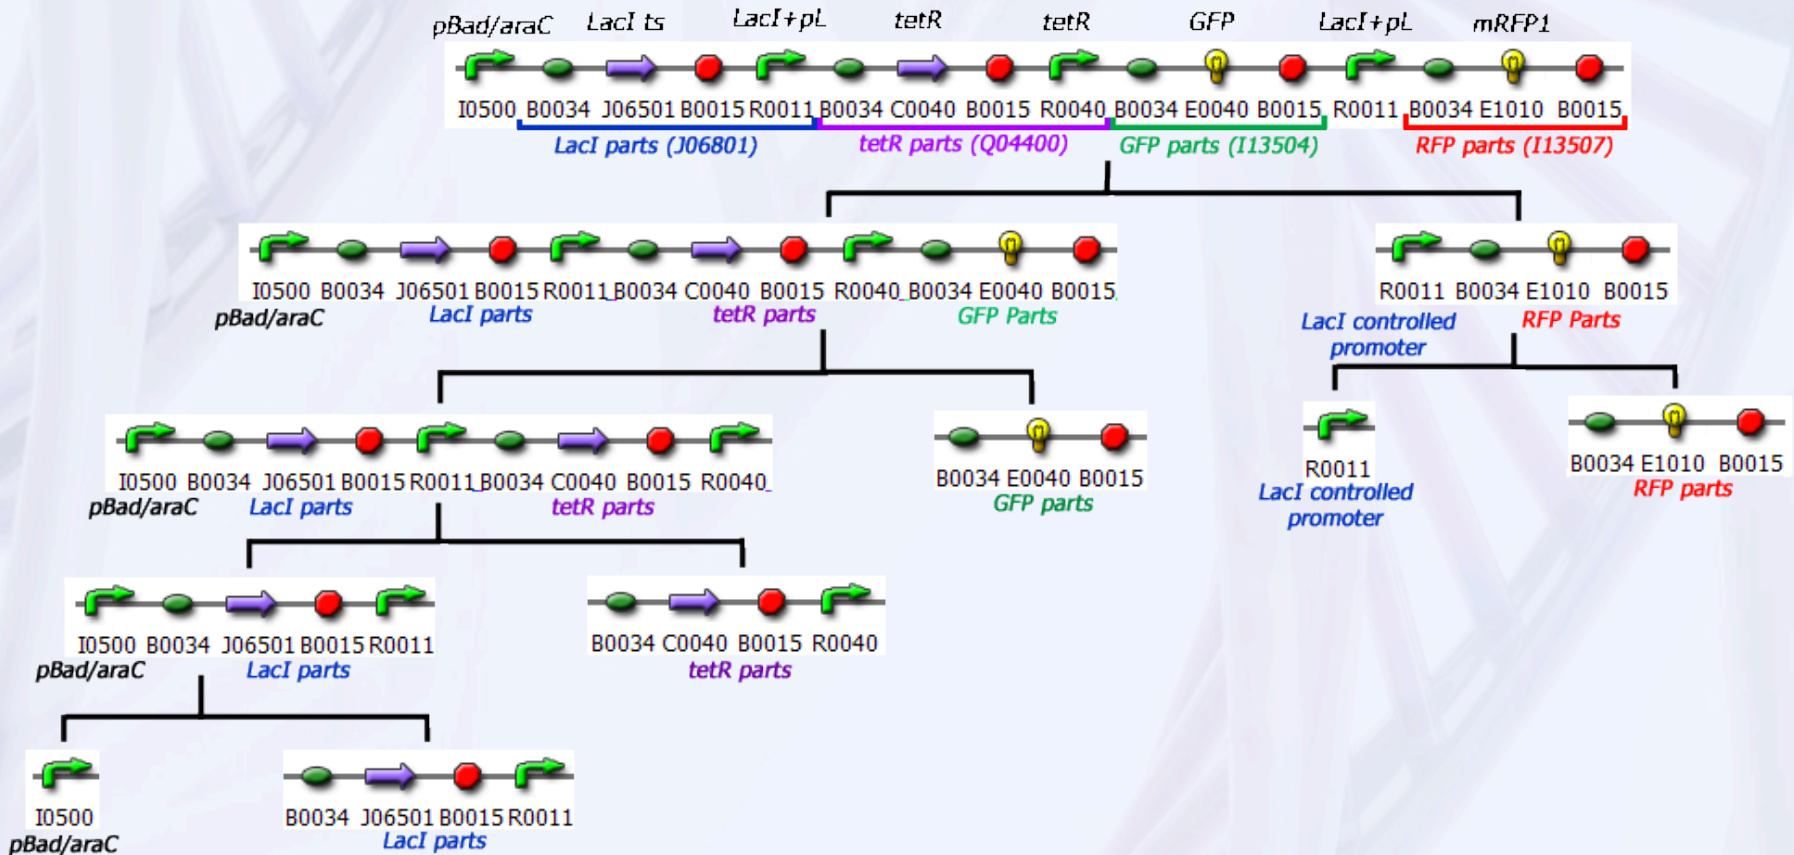 pBad/araC LacI ts LacI+pL tetR tetR GFP LacI+pL mRFP1
I0500 B0034 J06501 B0015 R0011 B0034 C0040 B0015 R0040 B0034 E0040 B0015 R0011 B0034 E1010 B0015
LacI parts (J06801) tetR parts (Q04400) GFP parts (I13504) RFP parts (I13507)
I0500 B0034 J06501 B0015 R0011 B0034 C0040 B0015 R0040 B0034 E0040 B0015 R0011 B0034 E1010 B0015
pBad/araC LacI parts tetR parts GFP Parts LacI controlled RFP Parts
promoter
I0500 B0034 J06501 B0015 R0011 B0034 C0040 B0015 R0040 B0034 E0040 B0015 R0011 B0034 E1010 B0015
pBad/araC LacI parts tetR parts GFP parts LacI controlled RFP parts
promoter
I0500 B0034 J06501 B0015 R0011 B0034 C0040 B0015 R0040
pBad/araC LacI parts tetR parts
I0500 B0034 J06501 B0015 R0011
pBad/araC LacI parts